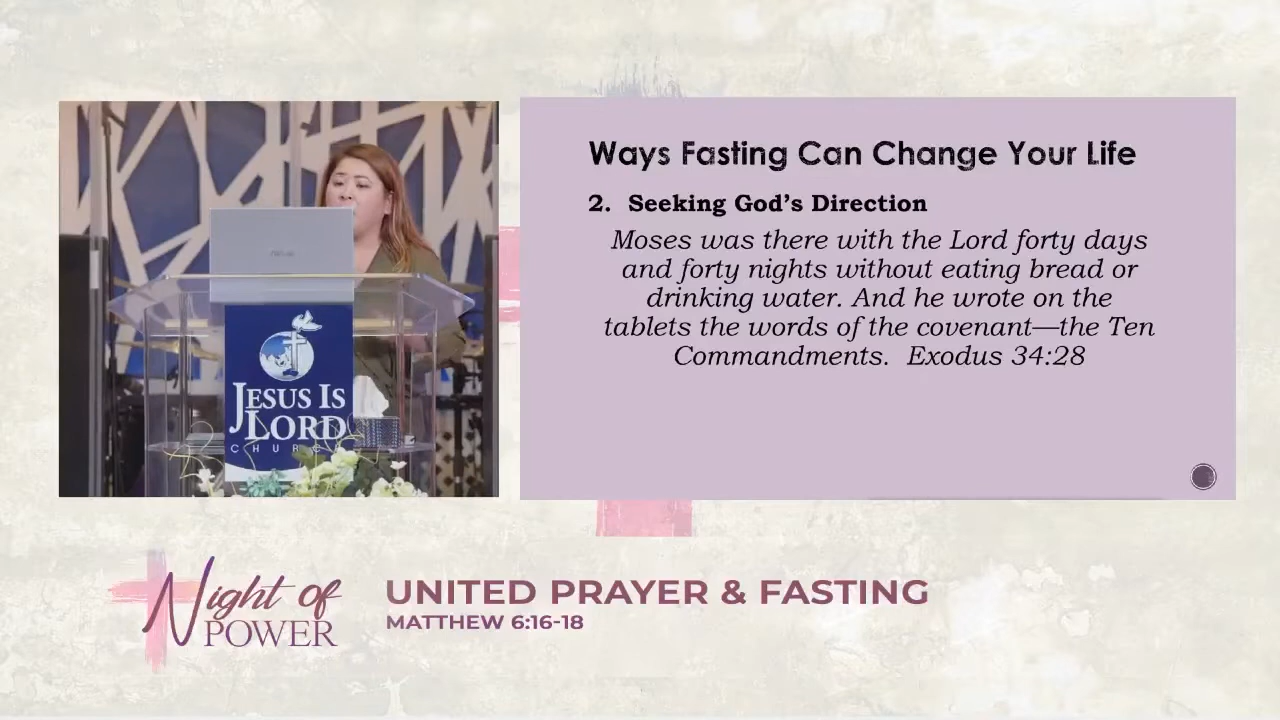 Ways Fasting Can Change Your Life
2. Seeking God's Direction
Moses was there with the Lord forty days
and forty nights without eating bread or
drinking water. And he wrote on the
tablets the words of the covenant—the Ten
Commandments. Exodus 34:28
JESUS IS
LORD
CHURCH
Night of
POWER
UNITED PRAYER & FASTING
MATTHEW 6:16-18